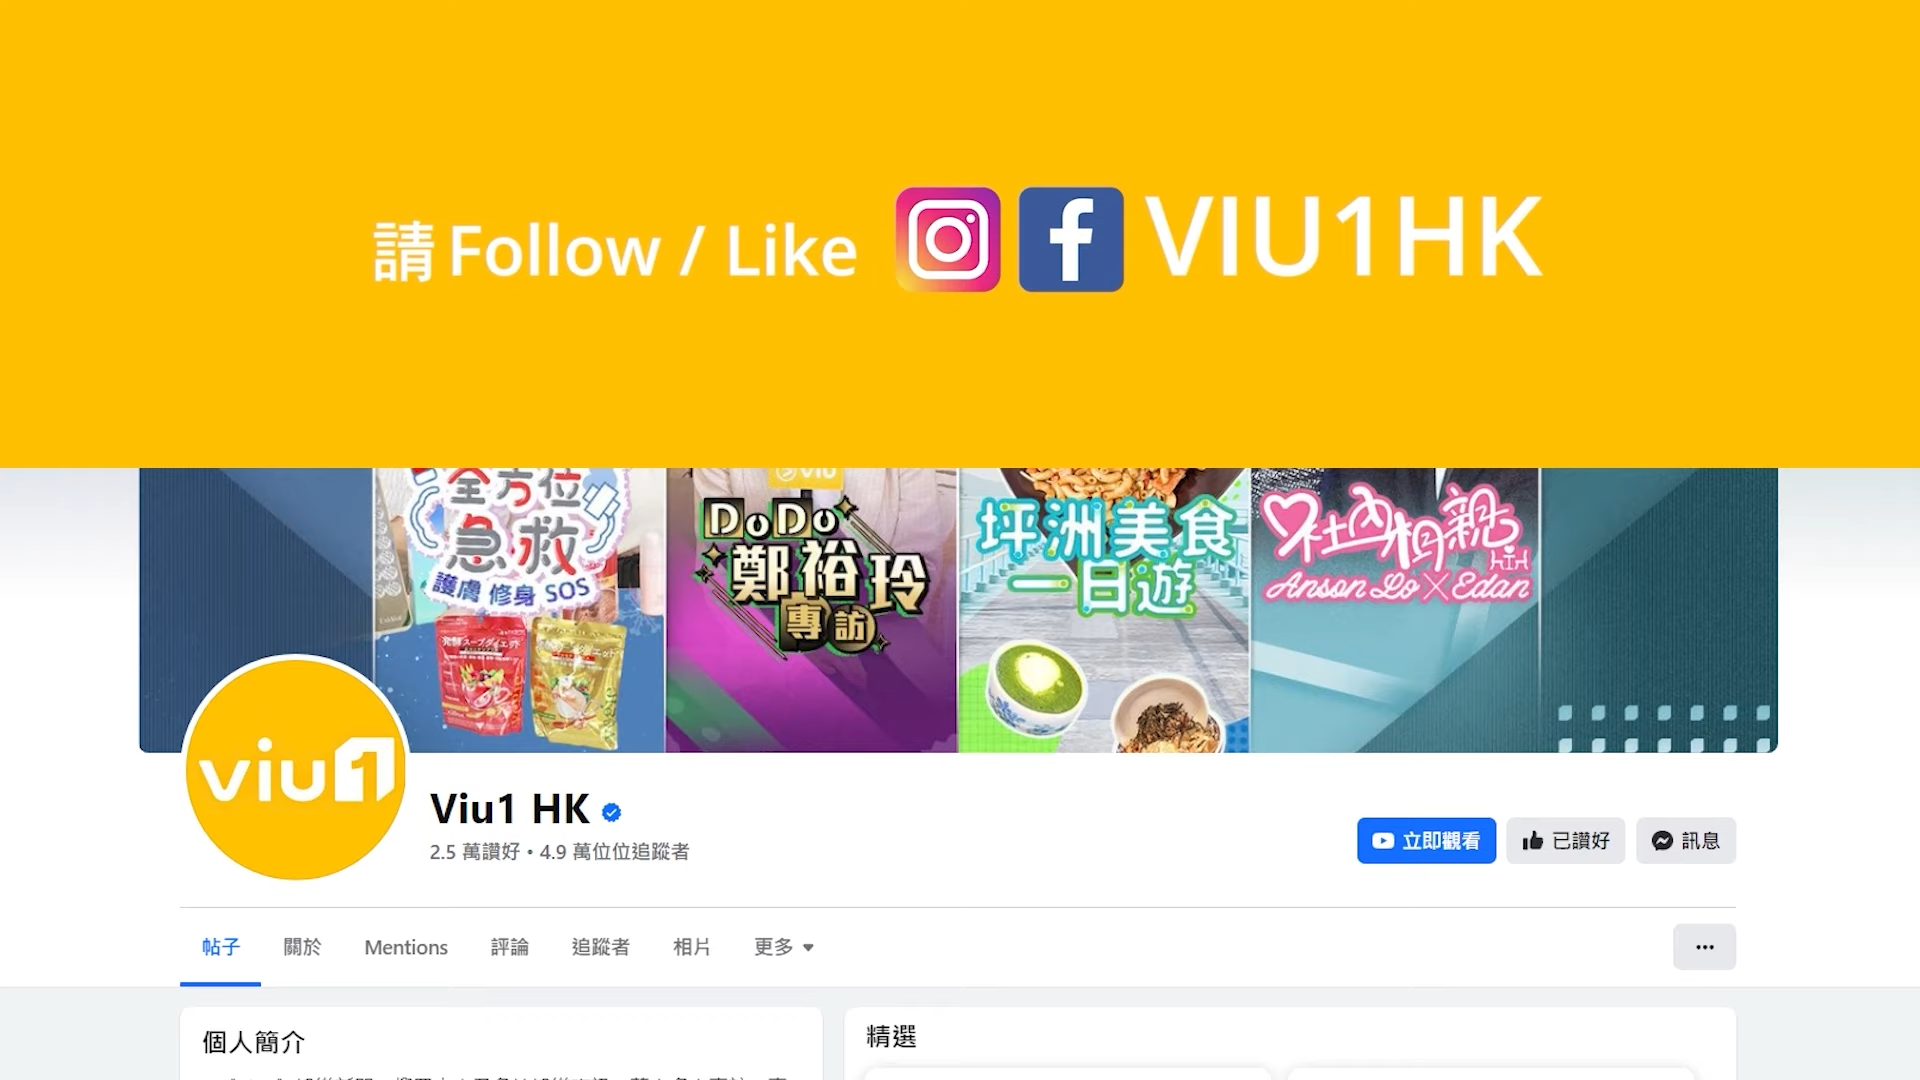 請 Follow / Like VIU1HK
全方位
急救
護膚 修身 SOS
viu
DoDo
鄭裕玲
專訪
坪洲美食
一日遊
社內相親
Anson Lo X Edan
viu1
Viu1 HK
2.5 萬讚好 • 4.9 萬位位追蹤者
立即觀看
已讚好
訊息
帖子 關於 Mentions 評論 追蹤者 相片 更多
個人簡介
精選